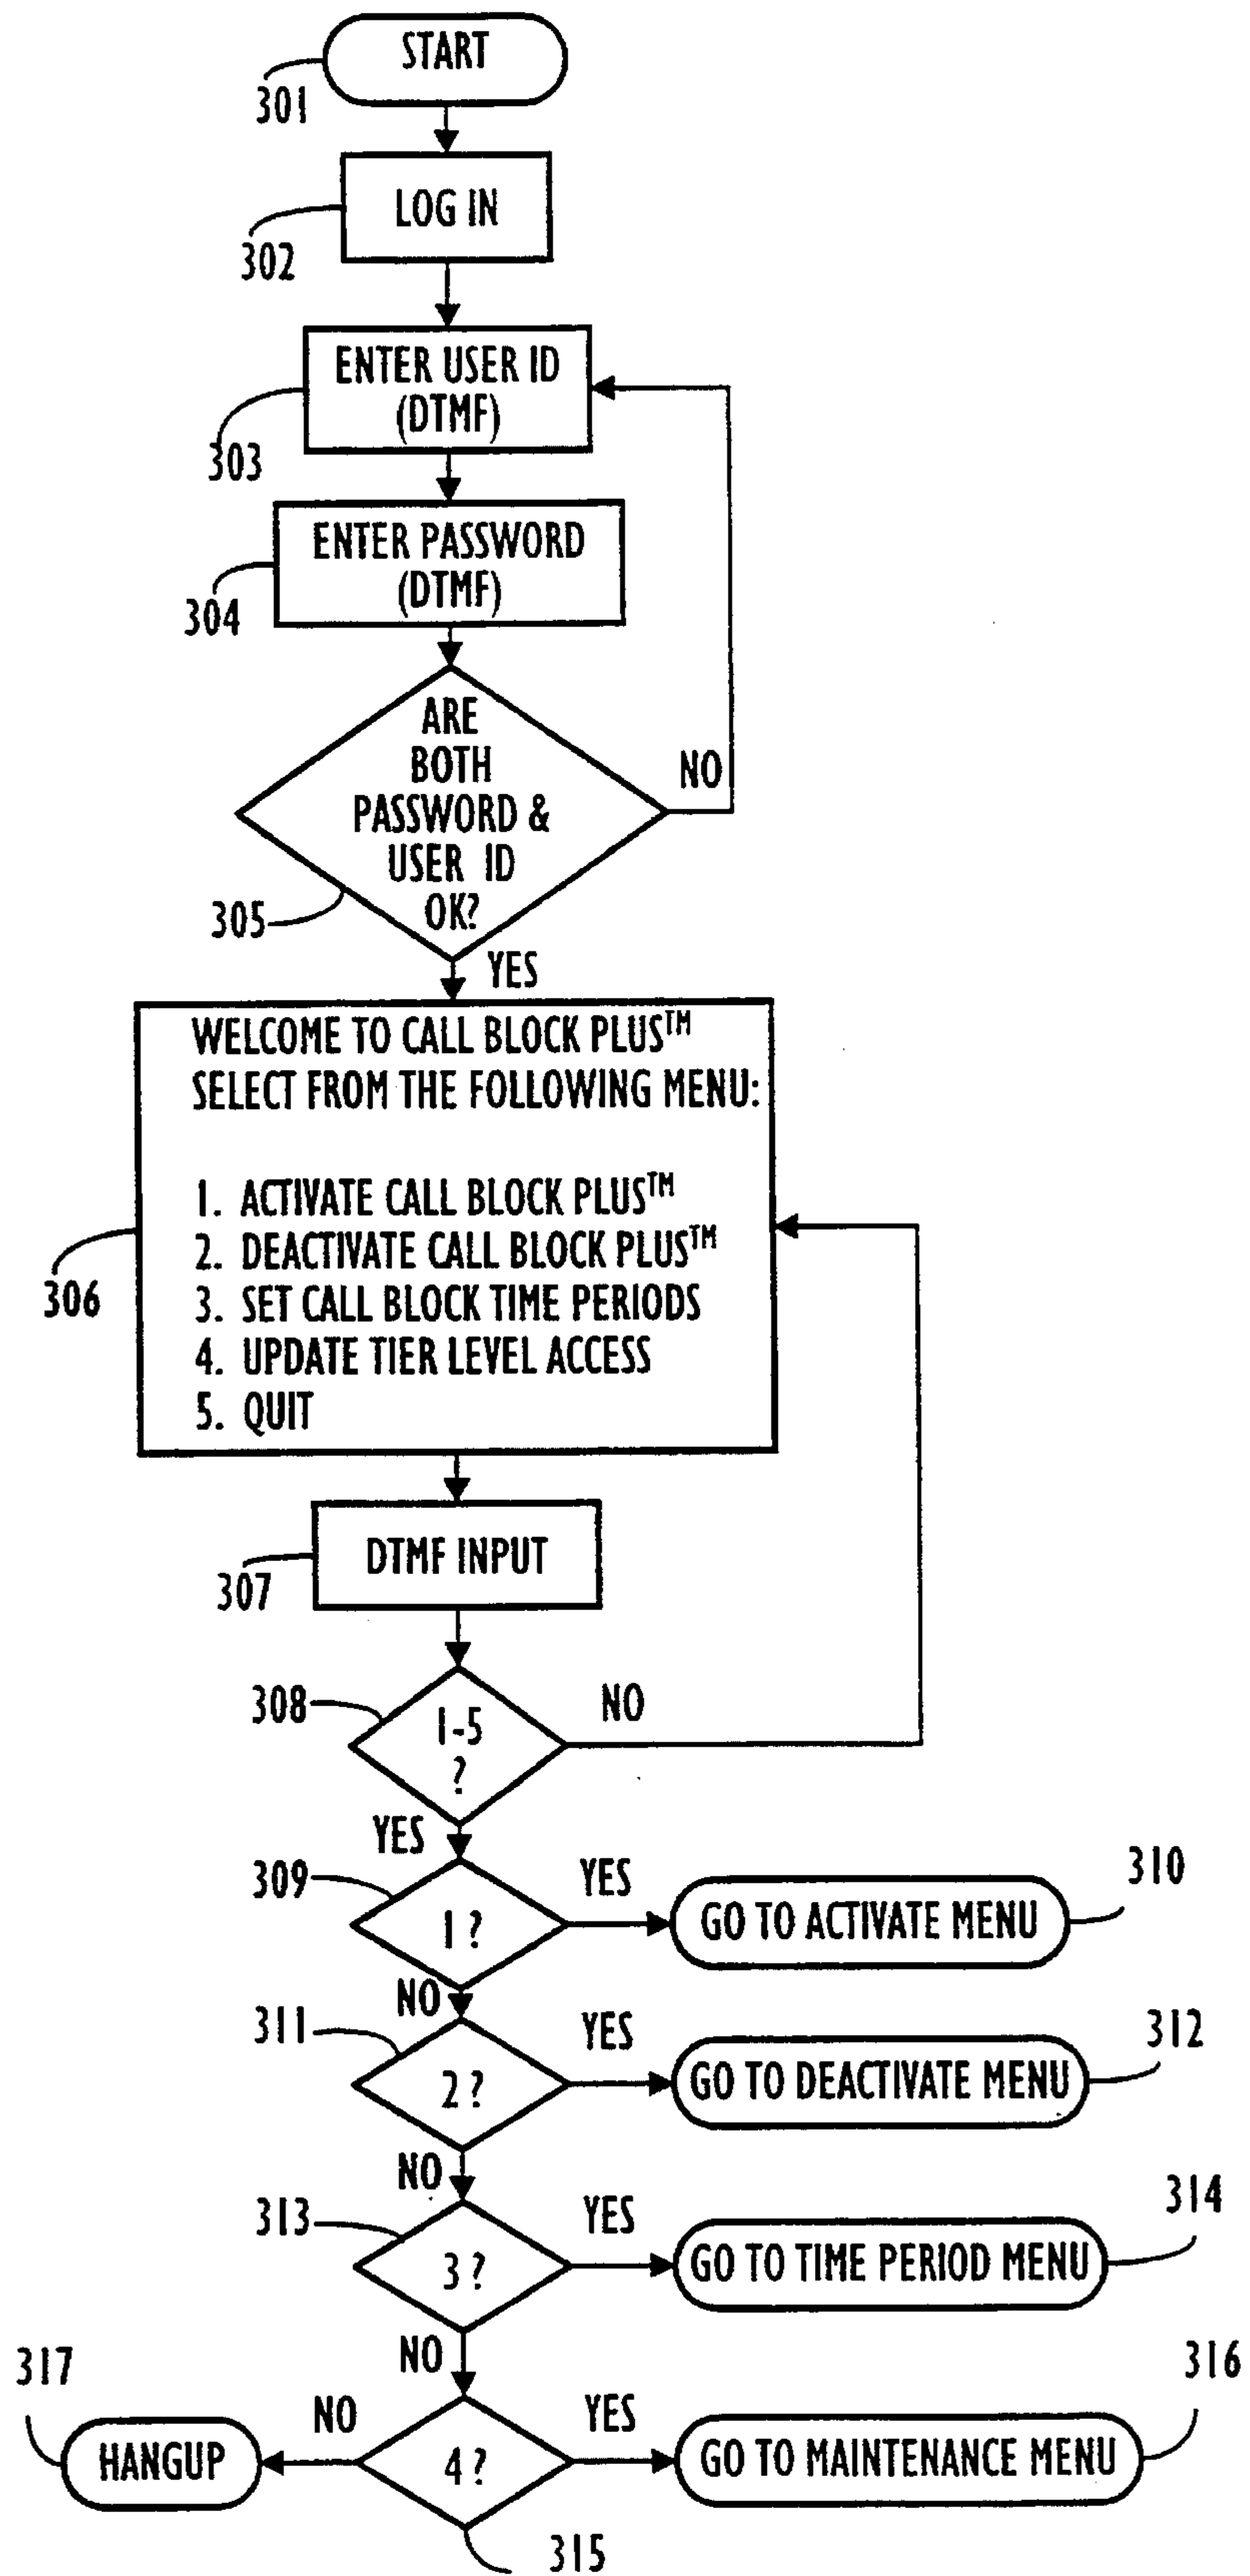 START
301
LOG IN
302
ENTER USER ID
(DTMF)
303
ENTER PASSWORD
(DTMF)
304
ARE
BOTH
PASSWORD &
USER ID
OK?
NO
305
YES
WELCOME TO CALL BLOCK PLUS™
SELECT FROM THE FOLLOWING MENU:
1. ACTIVATE CALL BLOCK PLUS™
2. DEACTIVATE CALL BLOCK PLUS™
3. SET CALL BLOCK TIME PERIODS
4. UPDATE TIER LEVEL ACCESS
5. QUIT
306
DTMF INPUT
307
308
1-5
?
NO
YES
309
1?
YES
GO TO ACTIVATE MENU
310
NO
311
2?
YES
GO TO DEACTIVATE MENU
312
NO
313
3?
YES
GO TO TIME PERIOD MENU
314
NO
317
HANGUP
NO
4?
YES
GO TO MAINTENANCE MENU
316
315